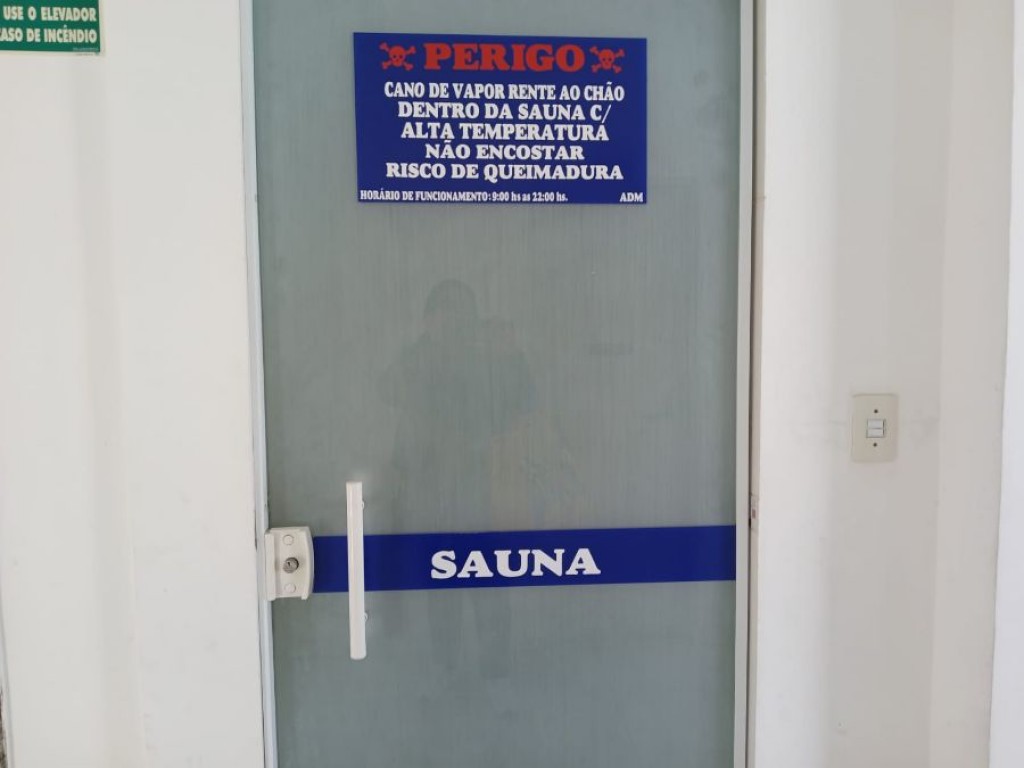 USE O ELEVADOR
CASO DE INCÊNDIO
PERIGO
CANO DE VAPOR RENTE AO CHÃO
DENTRO DA SAUNA C/
ALTA TEMPERATURA
NÃO ENCOSTAR
RISCO DE QUEIMADURA
HORÁRIO DE FUNCIONAMENTO: 9:00 hs as 22:00 hs. ADM
SAUNA